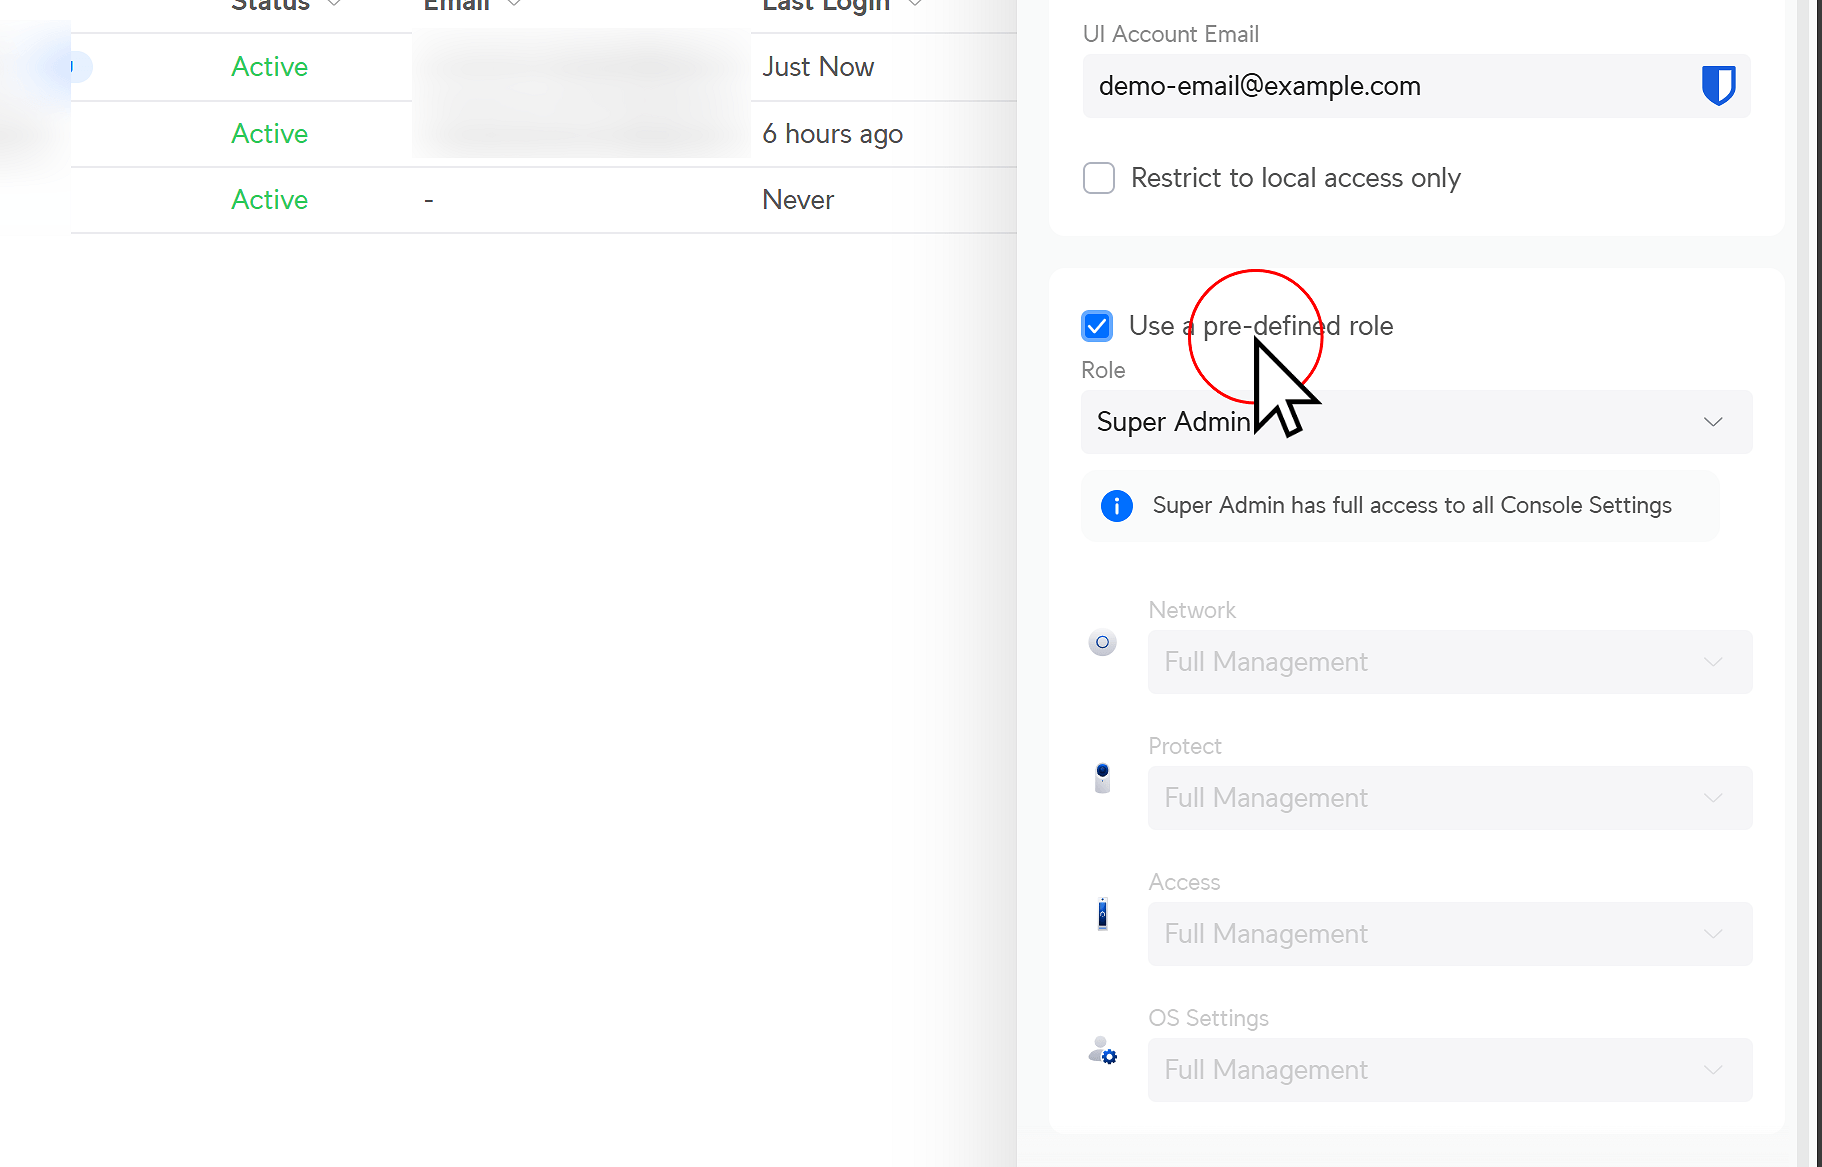 Status Email Last Login
Active Just Now
Active 6 hours ago
Active - Never
UI Account Email
demo-email@example.com
Restrict to local access only
Use a pre-defined role
Role
Super Admin
Super Admin has full access to all Console Settings
Network
Full Management
Protect
Full Management
Access
Full Management
OS Settings
Full Management